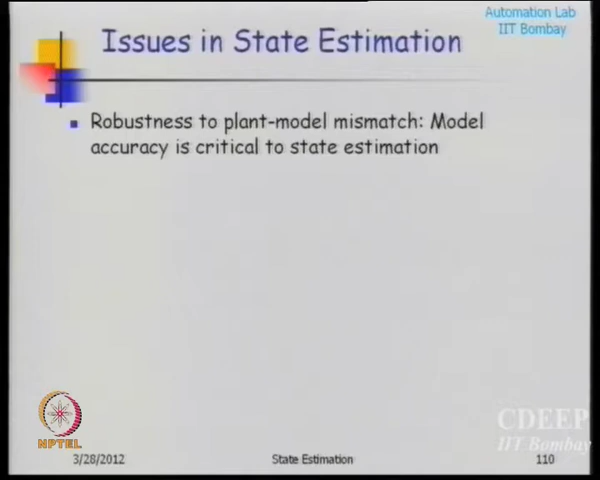 Automation Lab
IIT Bombay
Issues in State Estimation
Robustness to plant-model mismatch: Model
accuracy is critical to state estimation
NPTEL
CDEEP
IIT Bombay
3/28/2012
State Estimation
110